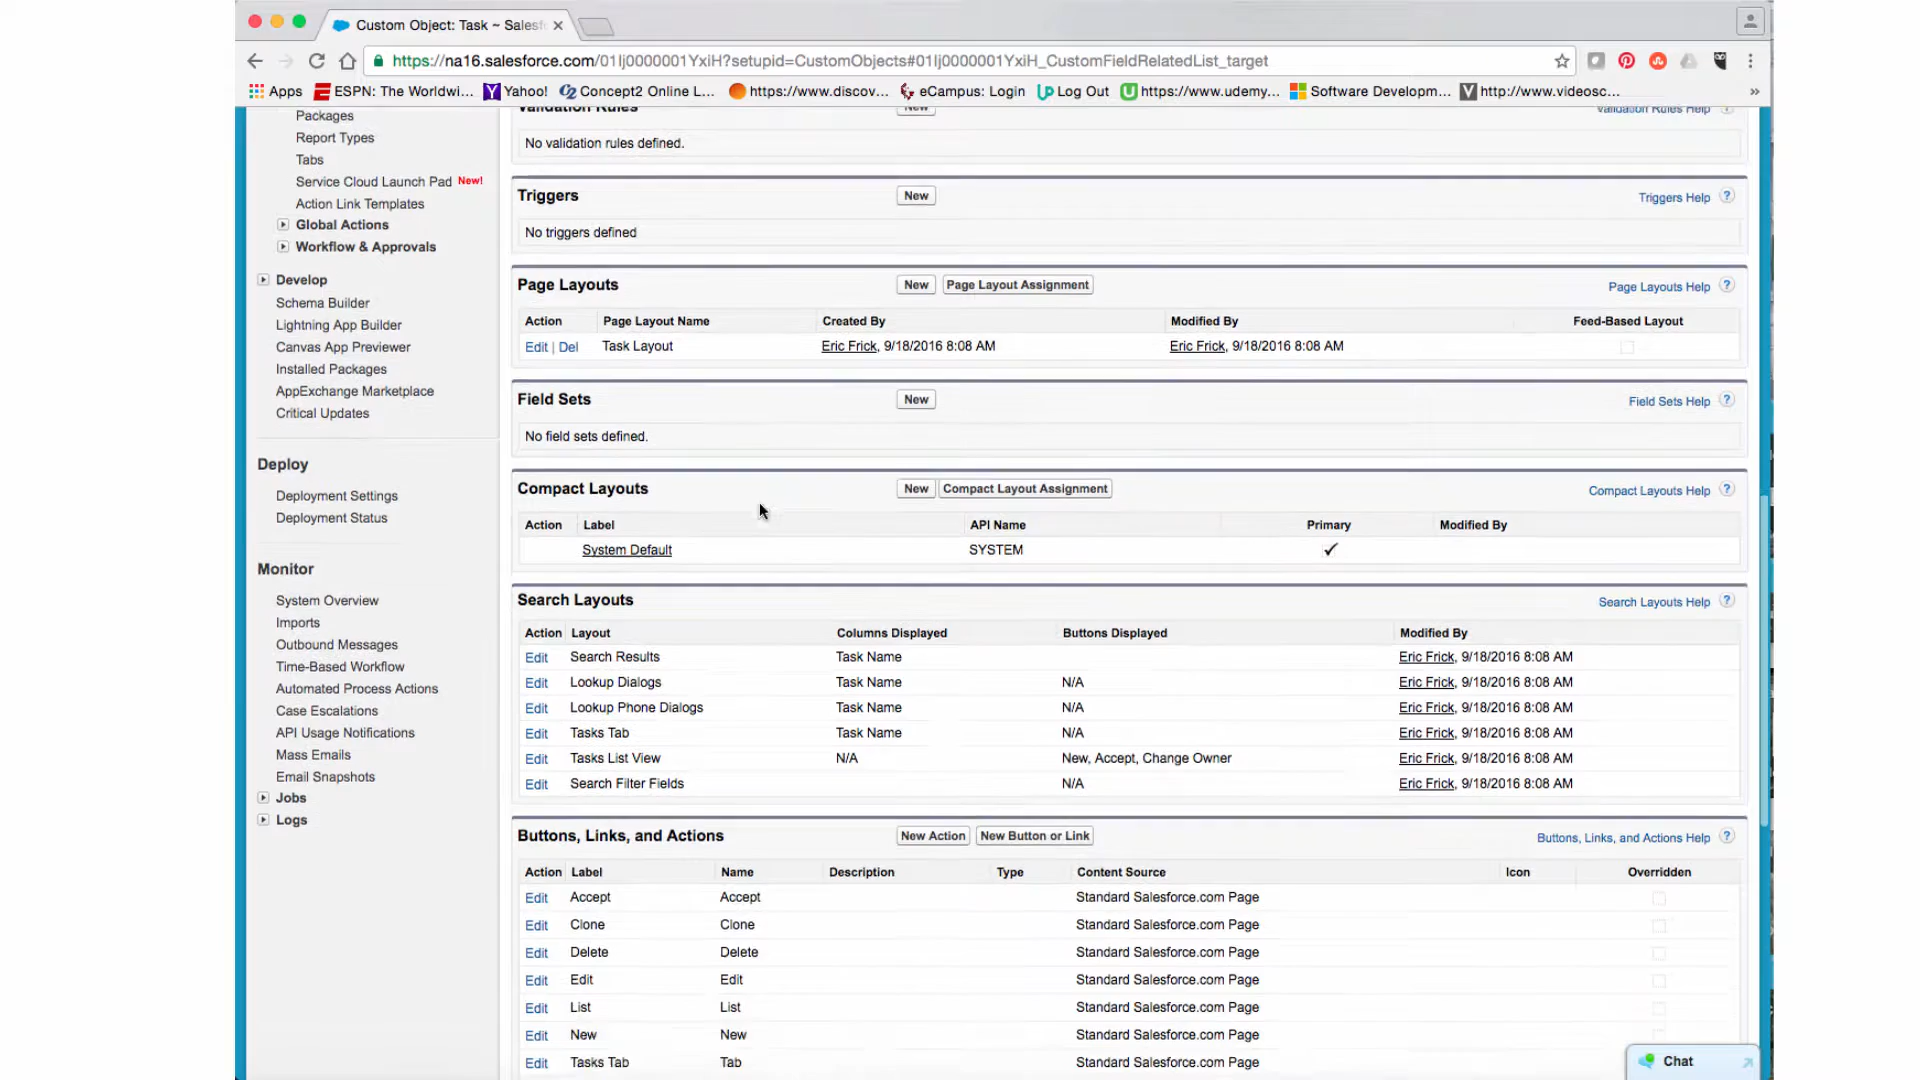 Custom Object: Task ~ Salesf
https://na16.salesforce.com/01Ij0000001YxiH?setupid=CustomObjects#01Ij0000001YxiH_CustomFieldRelatedList_target
Apps ESPN: The Worldwi... Yahoo! Concept2 Online L... https://www.discov... eCampus: Login Log Out https://www.udemy... Software Developm... http://www.videosc... »
Packages
Report Types
Tabs
Service Cloud Launch Pad New!
Action Link Templates
Global Actions
Workflow & Approvals
Develop
Schema Builder
Lightning App Builder
Canvas App Previewer
Installed Packages
AppExchange Marketplace
Critical Updates
Deploy
Deployment Settings
Deployment Status
Monitor
System Overview
Imports
Outbound Messages
Time-Based Workflow
Automated Process Actions
Case Escalations
API Usage Notifications
Mass Emails
Email Snapshots
Jobs
Logs
Validation Rules New Validation Rules Help
No validation rules defined.
Triggers New Triggers Help ?
No triggers defined
Page Layouts New Page Layout Assignment Page Layouts Help ?
Action Page Layout Name Created By Modified By Feed-Based Layout
Edit | Del Task Layout Eric Frick, 9/18/2016 8:08 AM Eric Frick, 9/18/2016 8:08 AM
Field Sets New Field Sets Help ?
No field sets defined.
Compact Layouts New Compact Layout Assignment Compact Layouts Help ?
Action Label API Name Primary Modified By
System Default SYSTEM ✓
Search Layouts Search Layouts Help ?
Action Layout Columns Displayed Buttons Displayed Modified By
Edit Search Results Task Name Eric Frick, 9/18/2016 8:08 AM
Edit Lookup Dialogs Task Name N/A Eric Frick, 9/18/2016 8:08 AM
Edit Lookup Phone Dialogs Task Name N/A Eric Frick, 9/18/2016 8:08 AM
Edit Tasks Tab Task Name N/A Eric Frick, 9/18/2016 8:08 AM
Edit Tasks List View N/A New, Accept, Change Owner Eric Frick, 9/18/2016 8:08 AM
Edit Search Filter Fields N/A Eric Frick, 9/18/2016 8:08 AM
Buttons, Links, and Actions New Action New Button or Link Buttons, Links, and Actions Help ?
Action Label Name Description Type Content Source Icon Overridden
Edit Accept Accept Standard Salesforce.com Page
Edit Clone Clone Standard Salesforce.com Page
Edit Delete Delete Standard Salesforce.com Page
Edit Edit Edit Standard Salesforce.com Page
Edit List List Standard Salesforce.com Page
Edit New New Standard Salesforce.com Page
Edit Tasks Tab Tab Standard Salesforce.com Page
Chat